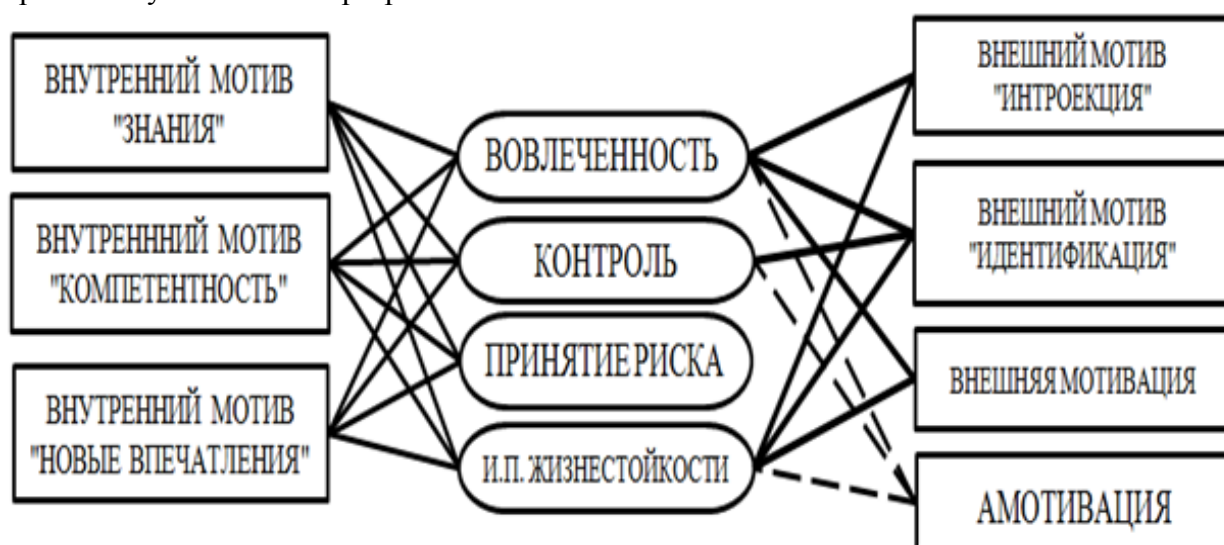 ВНУТРЕННИЙ МОТИВ
"ЗНАНИЯ"
ВНУТРЕНННИЙ МОТИВ
"КОМПЕТЕНТНОСТЬ"
ВНУТРЕННИЙ МОТИВ
"НОВЫЕ ВПЕЧАТЛЕНИЯ"
ВОВЛЕЧЕННОСТЬ
КОНТРОЛЬ
ПРИНЯТИЕ РИСКА
И.П. ЖИЗНЕСТОЙКОСТИ
ВНЕШНИЙ МОТИВ
"ИНТРОЕКЦИЯ"
ВНЕШНИЙ МОТИВ
"ИДЕНТИФИКАЦИЯ"
ВНЕШНЯЯ МОТИВАЦИЯ
АМОТИВАЦИЯ